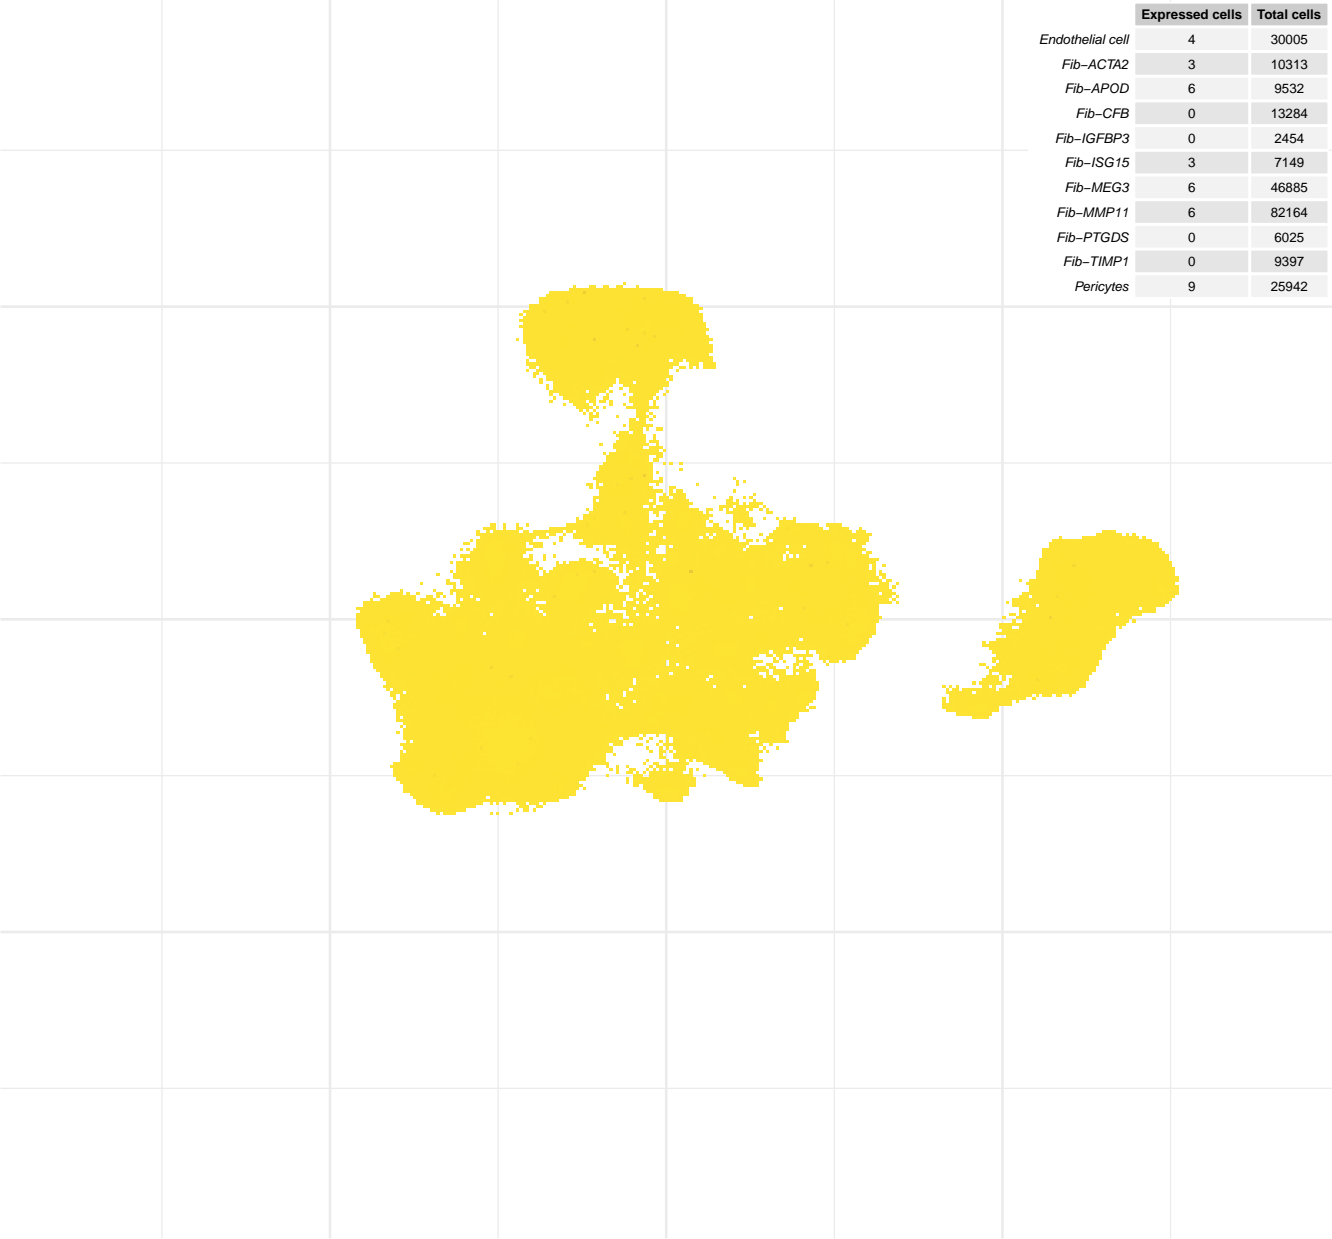 Expressed cells Total cells
Endothelial cell 4 30005
Fib−ACTA2 3 10313
Fib−APOD 6 9532
Fib−CFB 0 13284
Fib−IGFBP3 0 2454
Fib−ISG15 3 7149
Fib−MEG3 6 46885
Fib−MMP11 6 82164
Fib−PTGDS 0 6025
Fib−TIMP1 0 9397
Pericytes 9 25942